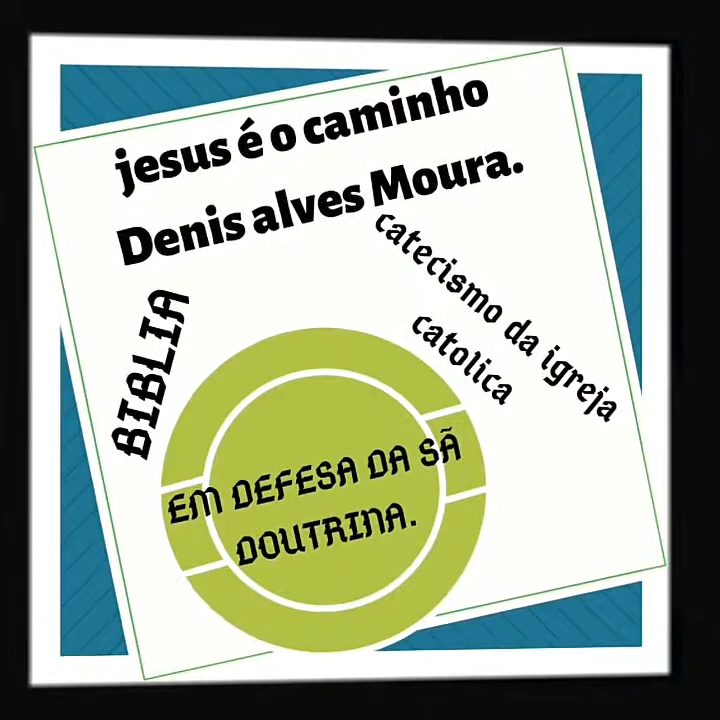 jesus é o caminho
Denis alves Moura.
catecismo da igreja
catolica
BIBLIA
EM DEFESA DA SÃ
DOUTRINA.